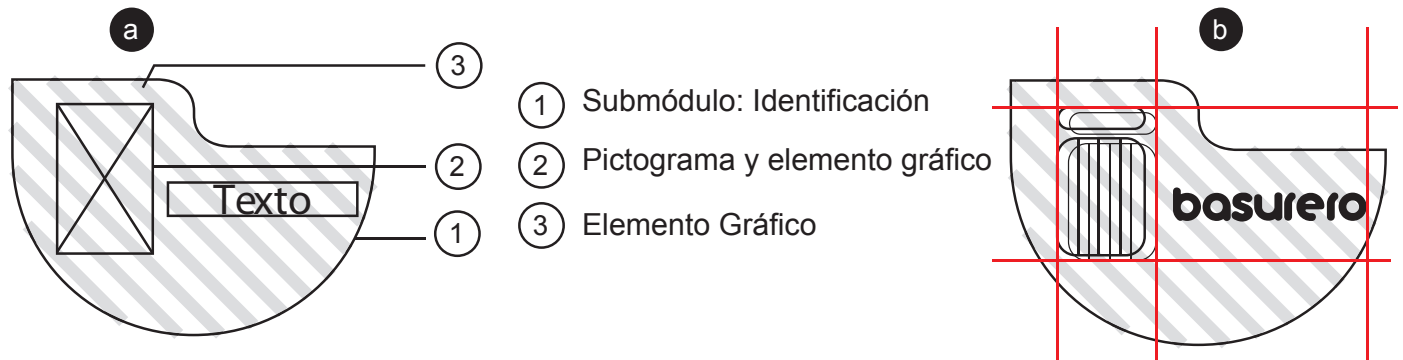 a
3
2
1
Texto
1 Submódulo: Identificación
2 Pictograma y elemento gráfico
3 Elemento Gráfico
b
basurero